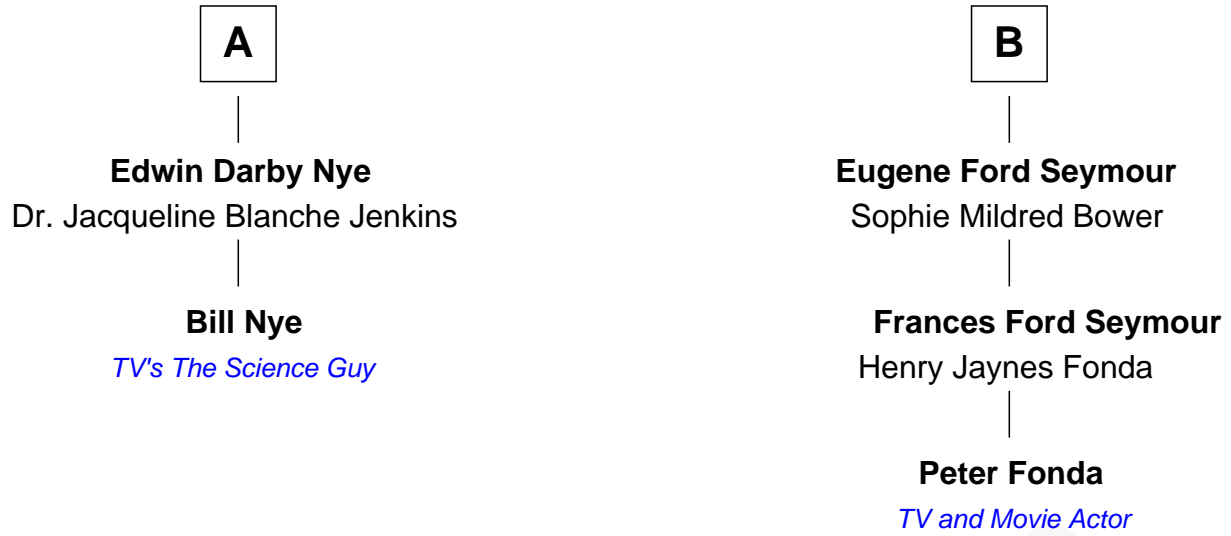 A
Edwin Darby Nye
Dr. Jacqueline Blanche Jenkins
Bill Nye
TV's The Science Guy
B
Eugene Ford Seymour
Sophie Mildred Bower
Frances Ford Seymour
Henry Jaynes Fonda
Peter Fonda
TV and Movie Actor